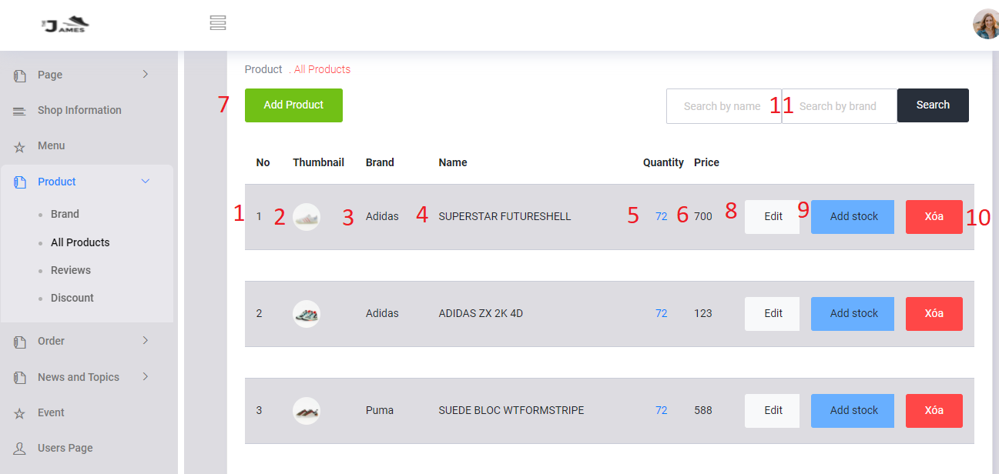 THE JAMES
Page
Shop Information
Menu
Product
Brand
All Products
Reviews
Discount
Order
News and Topics
Event
Users Page
Product . All Products
7 Add Product
Search by name 11 Search by brand Search
No Thumbnail Brand Name Quantity Price
1 1 2 3 Adidas 4 SUPERSTAR FUTURESHELL 5 72 6 700 8 Edit 9 Add stock Xóa 10
2 Adidas ADIDAS ZX 2K 4D 72 123 Edit Add stock Xóa
3 Puma SUEDE BLOC WTFORMSTRIPE 72 588 Edit Add stock Xóa